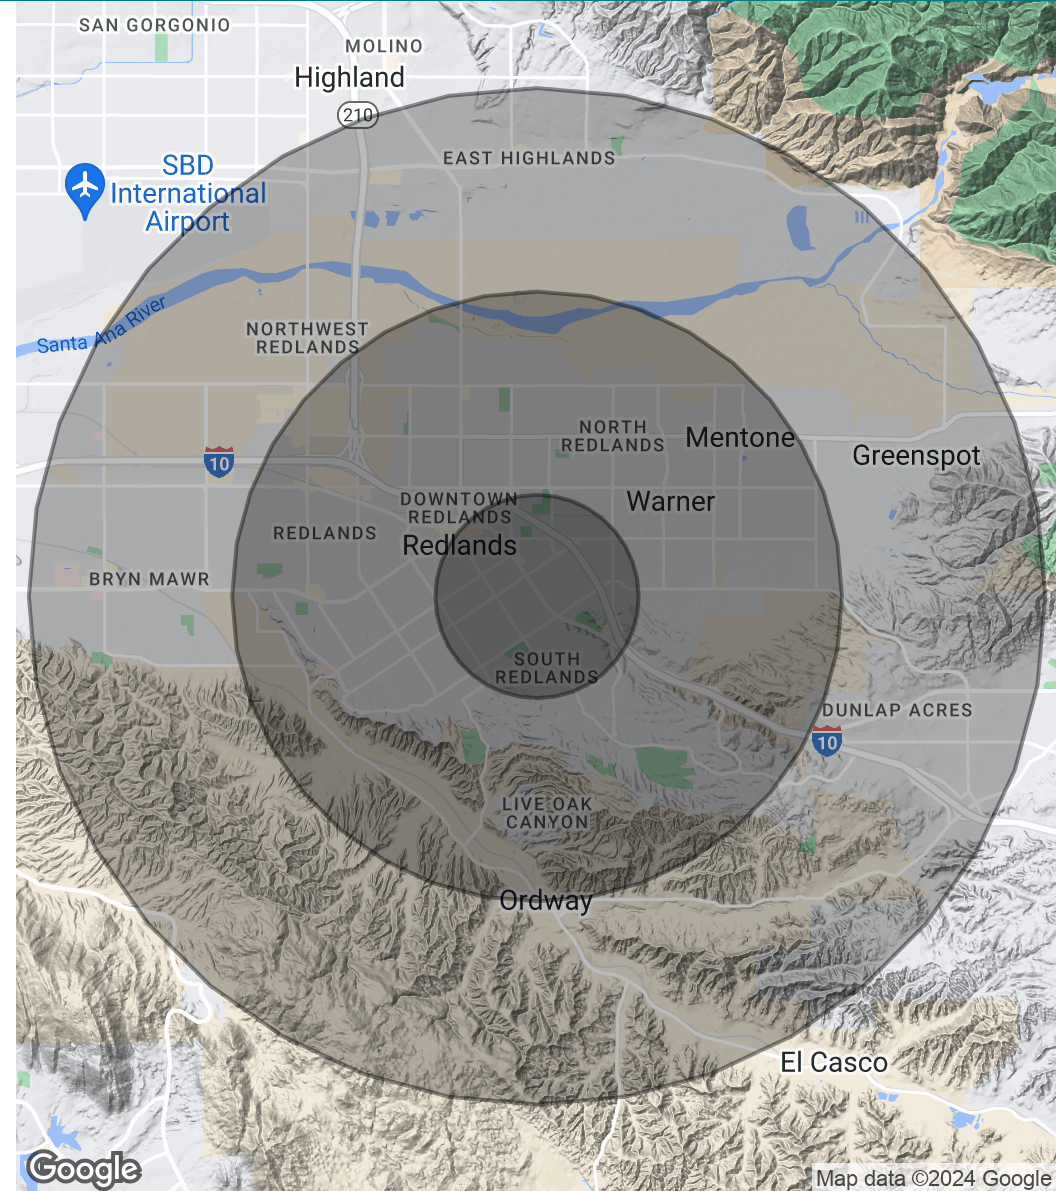 SAN GORGONIO
MOLINO
Highland
210
EAST HIGHLANDS
SBD
International
Airport
Santa Ana River
NORTHWEST
REDLANDS
NORTH
REDLANDS
Mentone
Greenspot
10
DOWNTOWN
REDLANDS
Warner
REDLANDS
Redlands
BRYN MAWR
SOUTH
REDLANDS
DUNLAP ACRES
10
LIVE OAK
CANYON
Ordway
El Casco
Google
Map data ©2024 Google